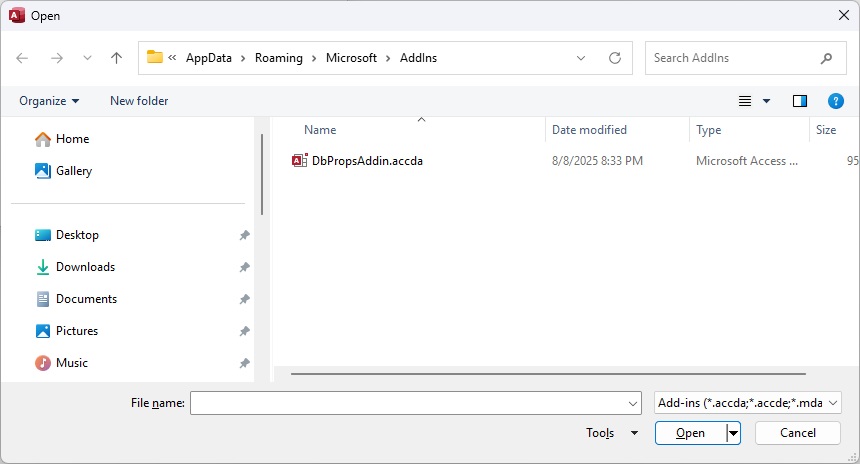 Open
AppData > Roaming > Microsoft > AddIns
Search AddIns
Organize
New folder
Name
Date modified
Type
Size
Home
DbPropsAddin.accda
8/8/2025 8:33 PM
Microsoft Access ...
95
Gallery
Desktop
Downloads
Documents
Pictures
Music
File name:
Add-ins (*.accda;*.accde;*.mda
Tools
Open
Cancel